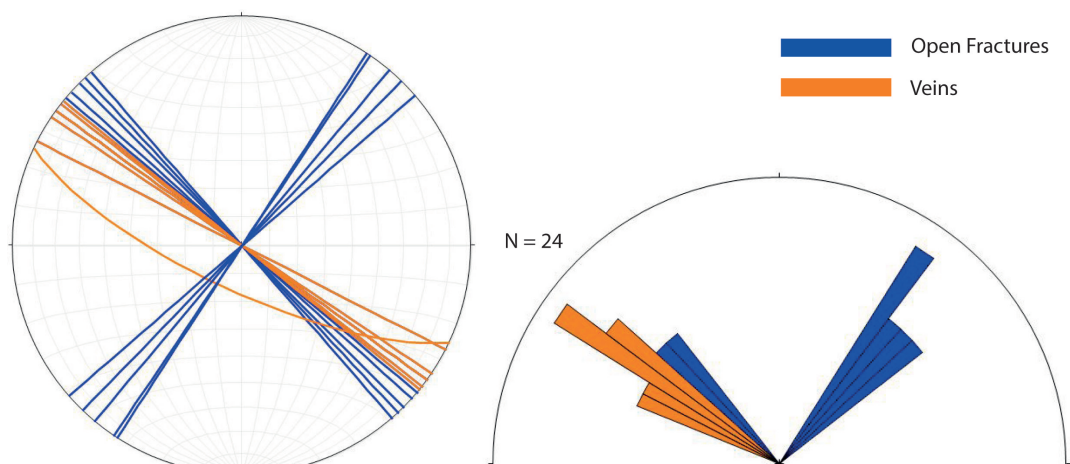 Open Fractures
Veins
N = 24